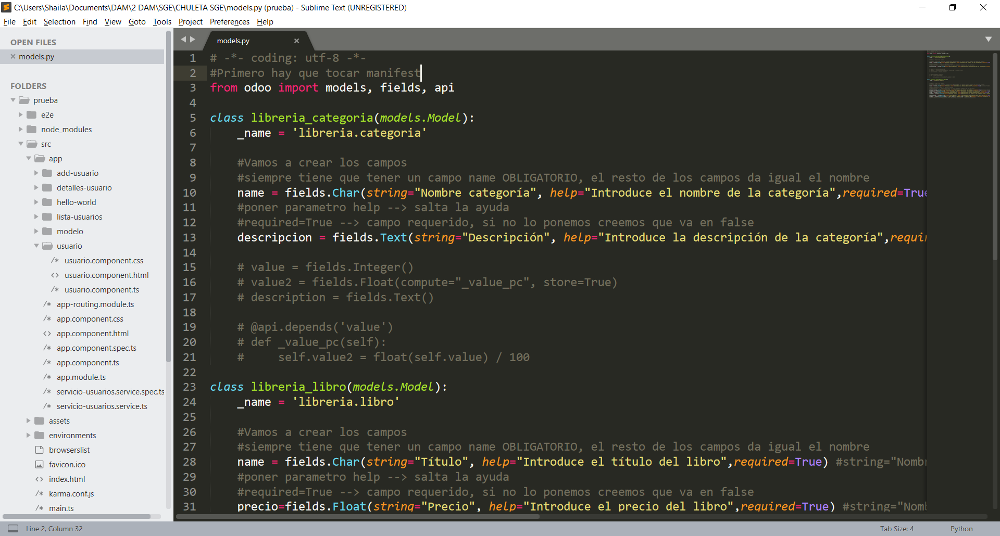 C:\Users\Shaila\Documents\DAM\2 DAM\SGE\CHULETA SGE\models.py (prueba) - Sublime Text (UNREGISTERED)
File Edit Selection Find View Goto Tools Project Preferences Help
OPEN FILES
models.py
FOLDERS
prueba
e2e
node_modules
src
app
add-usuario
detalles-usuario
hello-world
lista-usuarios
modelo
usuario
/* usuario.component.css
<> usuario.component.html
/* usuario.component.ts
/* app-routing.module.ts
/* app.component.css
<> app.component.html
/* app.component.spec.ts
/* app.component.ts
/* app.module.ts
/* servicio-usuarios.service.spec.ts
/* servicio-usuarios.service.ts
assets
environments
browserslist
favicon.ico
<> index.html
/* karma.conf.js
/* main.ts
models.py
1 # -*- coding: utf-8 -*-
2 #Primero hay que tocar manifest
3 from odoo import models, fields, api
4
5 class libreria_categoria(models.Model):
6     _name = 'libreria.categoria'
7
8     #Vamos a crear los campos
9     #siempre tiene que tener un campo name OBLIGATORIO, el resto de los campos da igual el nombre
10     name = fields.Char(string="Nombre categoría", help="Introduce el nombre de la categoría",required=True
11     #poner parametro help --> salta la ayuda
12     #required=True --> campo requerido, si no lo ponemos creemos que va en false
13     descripcion = fields.Text(string="Descripción", help="Introduce la descripción de la categoría",requir
14
15     # value = fields.Integer()
16     # value2 = fields.Float(compute="_value_pc", store=True)
17     # description = fields.Text()
18
19     # @api.depends('value')
20     # def _value_pc(self):
21     #     self.value2 = float(self.value) / 100
22
23 class libreria_libro(models.Model):
24     _name = 'libreria.libro'
25
26     #Vamos a crear los campos
27     #siempre tiene que tener un campo name OBLIGATORIO, el resto de los campos da igual el nombre
28     name = fields.Char(string="Título", help="Introduce el título del libro",required=True) #string="Nombr
29     #poner parametro help --> salta la ayuda
30     #required=True --> campo requerido, si no lo ponemos creemos que va en false
31     precio=fields.Float(string="Precio", help="Introduce el precio del libro",required=True) #string="Nomb
Line 2, Column 32
Tab Size: 4
Python